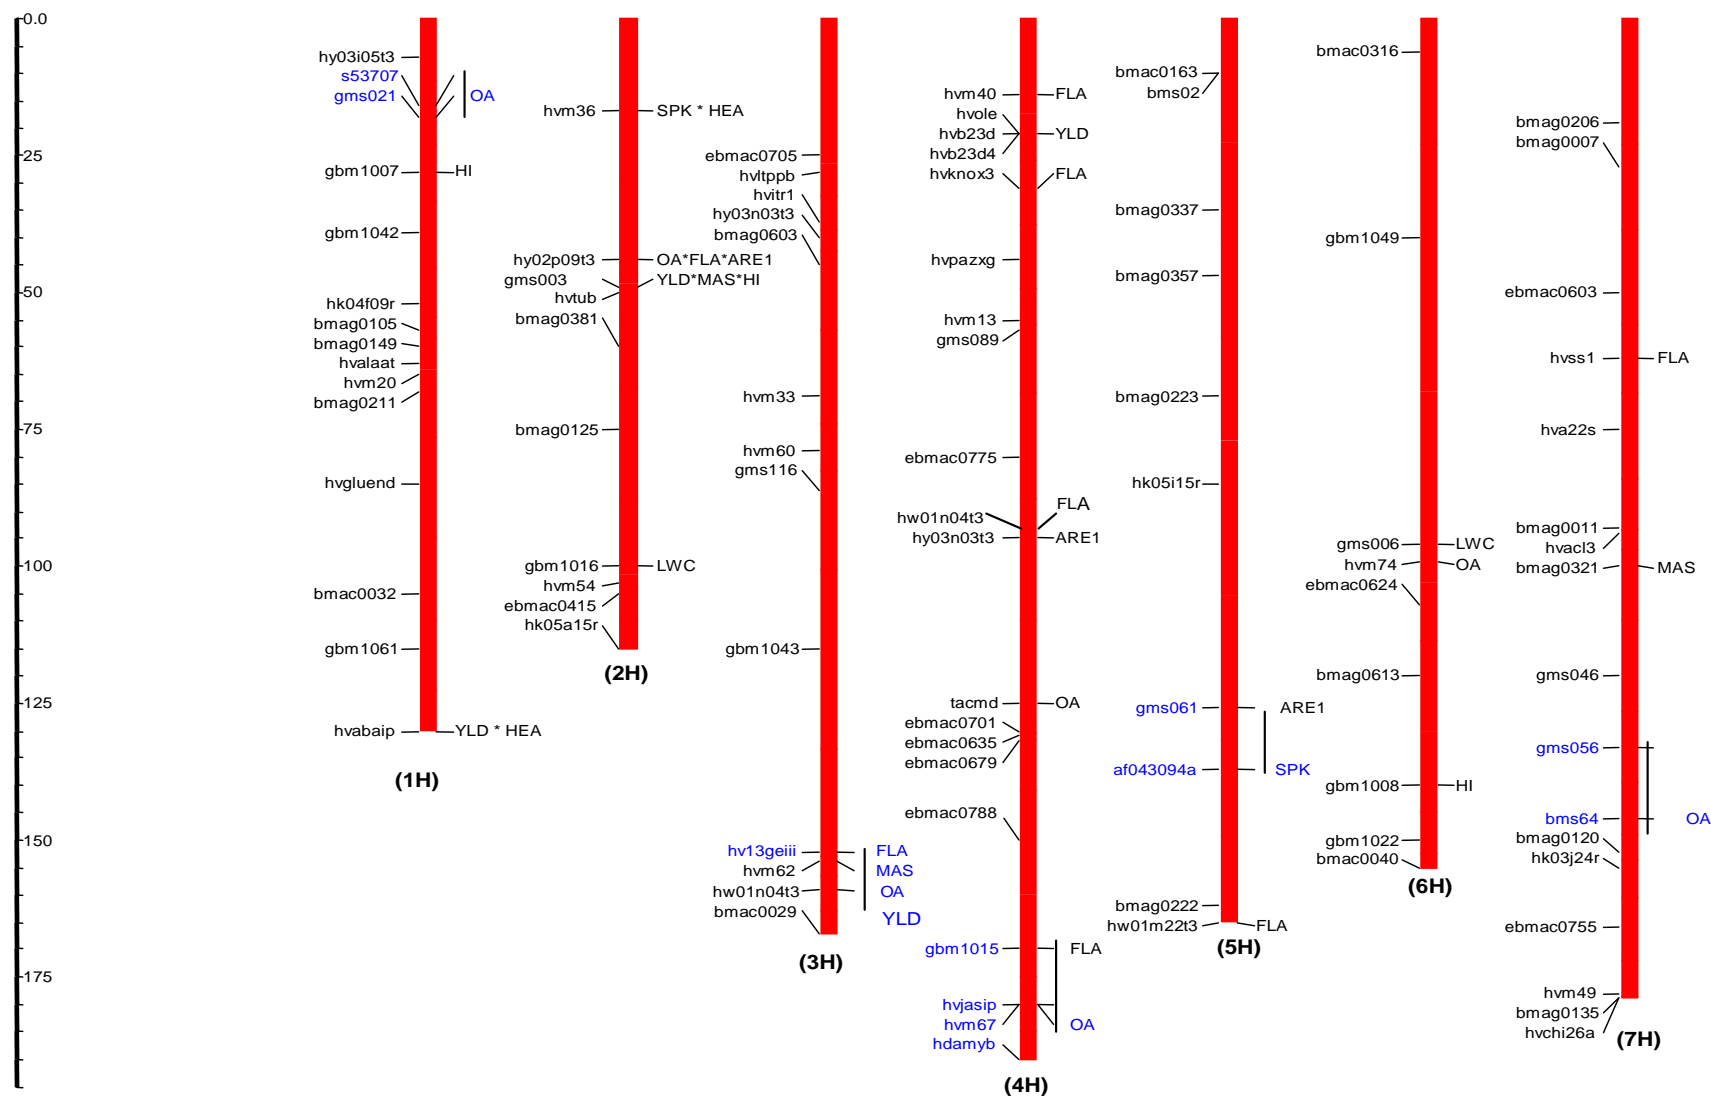 0.0
25
50
75
100
125
150
175
hy03i05t3
s53707
gms021
OA
gbm1007
HI
gbm1042
hk04f09r
bmag0105
bmag0149
hvalaat
hvm20
bmag0211
hvgluend
bmac0032
gbm1061
hvabaip
YLD * HEA
(1H)
hvm36
SPK * HEA
hy02p09t3
OA*FLA*ARE1
gms003
YLD*MAS*HI
hvtub
bmag0381
bmag0125
gbm1016
LWC
hvm54
ebmac0415
hk05a15r
(2H)
ebmac0705
hvltppb
hvitr1
hy03n03t3
bmag0603
hvm33
hvm60
gms116
gbm1043
hv13geiii
FLA
hvm62
MAS
hw01n04t3
OA
bmac0029
YLD
(3H)
hvm40
FLA
hvole
hvb23d
YLD
hvb23d4
hvknox3
FLA
hvpazxg
hvm13
gms089
ebmac0775
FLA
hw01n04t3
hy03n03t3
ARE1
tacmd
OA
ebmac0701
ebmac0635
ebmac0679
ebmac0788
gbm1015
FLA
hvjasip
hvm67
OA
hdamyb
(4H)
bmac0163
bms02
bmag0337
bmag0357
bmag0223
hk05i15r
gms061
ARE1
af043094a
SPK
bmag0222
hw01m22t3
FLA
(5H)
bmac0316
gbm1049
gms006
LWC
hvm74
OA
ebmac0624
bmag0613
gbm1008
HI
gbm1022
bmac0040
(6H)
bmag0206
bmag0007
ebmac0603
hvss1
FLA
hva22s
bmag0011
hvacl3
bmag0321
MAS
gms046
gms056
bms64
OA
bmag0120
hk03j24r
ebmac0755
hvm49
bmag0135
hvchi26a
(7H)